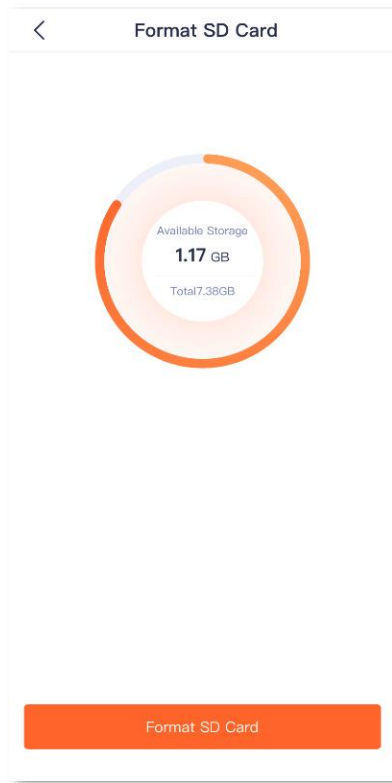 Format SD Card
Available Storage
1.17 GB
Total7.38GB
Format SD Card